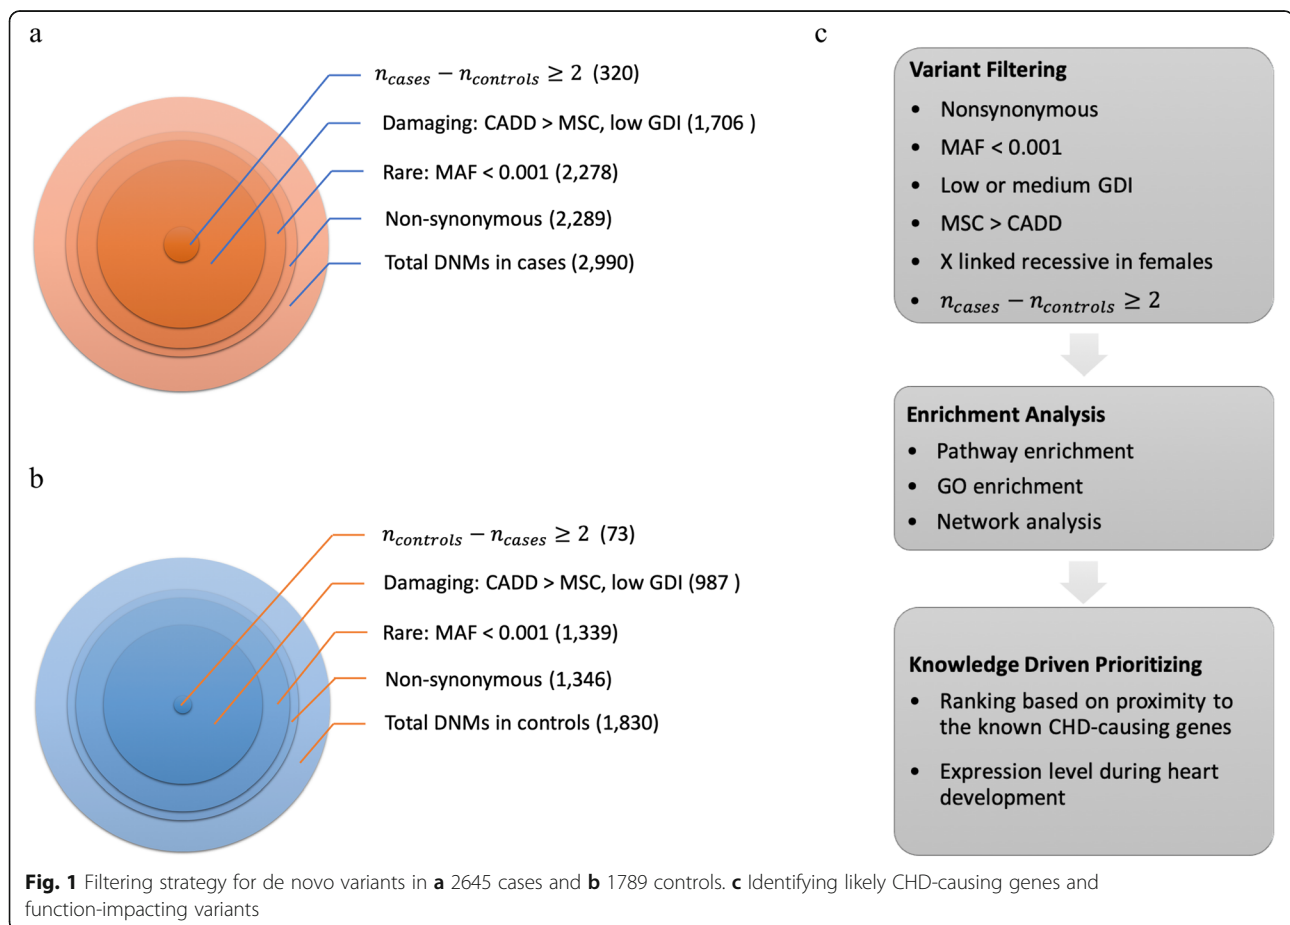 a
n_cases − n_controls ≥ 2 (320)
Damaging: CADD > MSC, low GDI (1,706 )
Rare: MAF < 0.001 (2,278)
Non-synonymous (2,289)
Total DNMs in cases (2,990)
b
n_controls − n_cases ≥ 2 (73)
Damaging: CADD > MSC, low GDI (987 )
Rare: MAF < 0.001 (1,339)
Non-synonymous (1,346)
Total DNMs in controls (1,830)
c
Variant Filtering
• Nonsynonymous
• MAF < 0.001
• Low or medium GDI
• MSC > CADD
• X linked recessive in females
• n_cases − n_controls ≥ 2
Enrichment Analysis
• Pathway enrichment
• GO enrichment
• Network analysis
Knowledge Driven Prioritizing
• Ranking based on proximity to
the known CHD-causing genes
• Expression level during heart
development
Fig. 1 Filtering strategy for de novo variants in a 2645 cases and b 1789 controls. c Identifying likely CHD-causing genes and
function-impacting variants